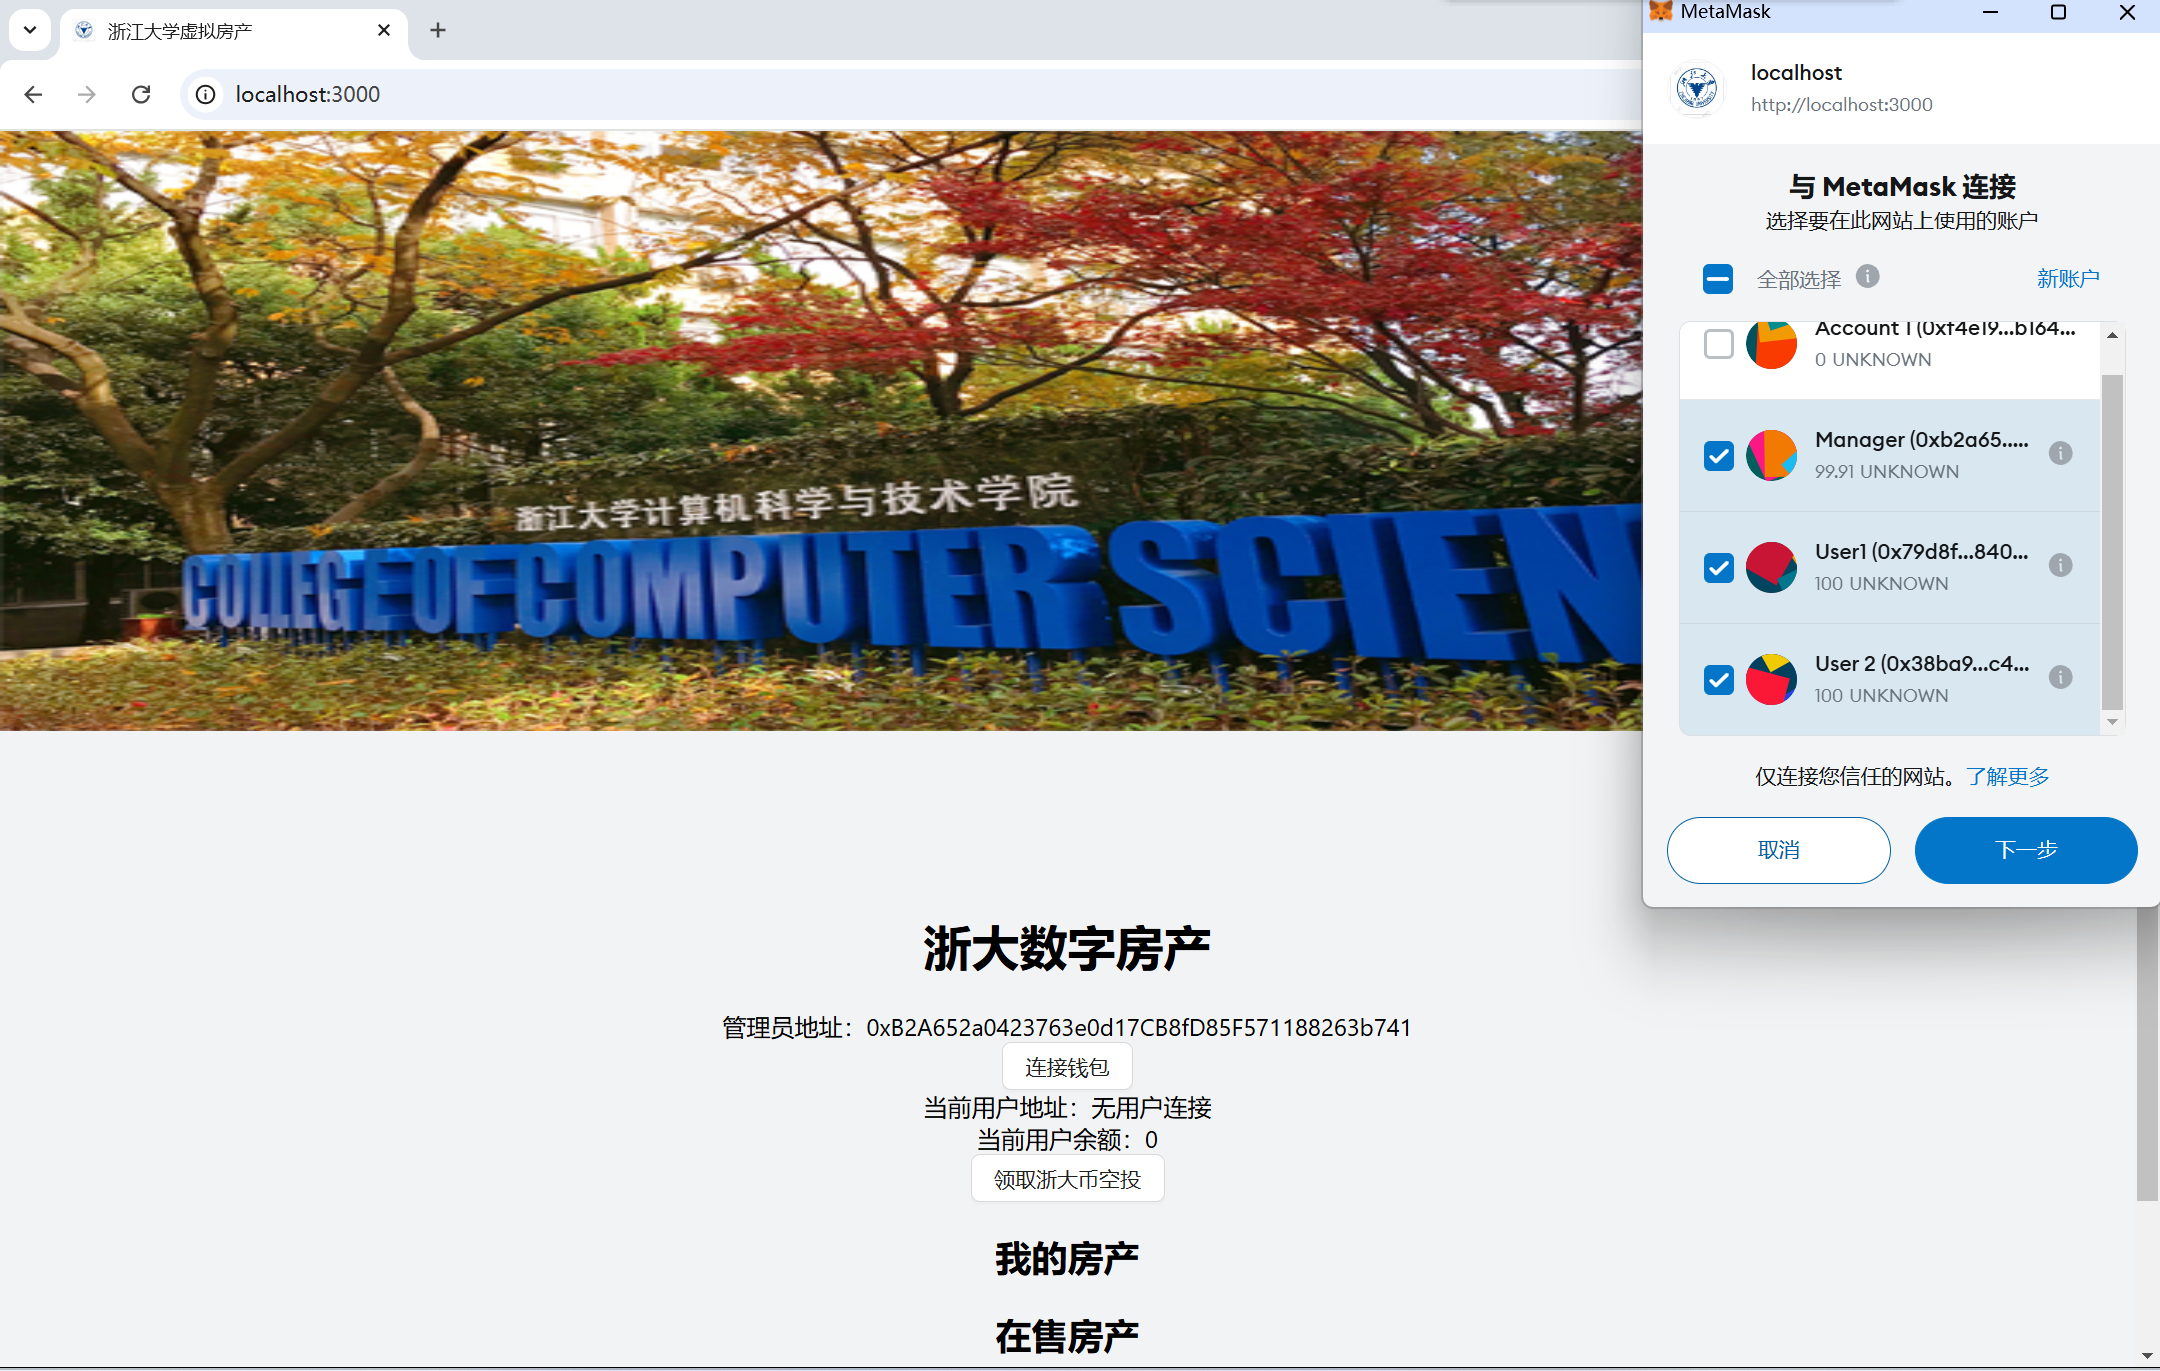 浙江大学虚拟房产
localhost:3000
浙江大学计算机科学与技术学院
COLLEGE OF COMPUTER SCIEN
浙大数字房产
管理员地址：0xB2A652a0423763e0d17CB8fD85F571188263b741
连接钱包
当前用户地址：无用户连接
当前用户余额：0
领取浙大币空投
我的房产
在售房产
MetaMask
localhost
http://localhost:3000
与 MetaMask 连接
选择要在此网站上使用的账户
全部选择
新账户
Account 1 (0xf4e19...b164...
0 UNKNOWN
Manager (0xb2a65.....
99.91 UNKNOWN
User1 (0x79d8f...840...
100 UNKNOWN
User 2 (0x38ba9...c4...
100 UNKNOWN
仅连接您信任的网站。了解更多
取消
下一步